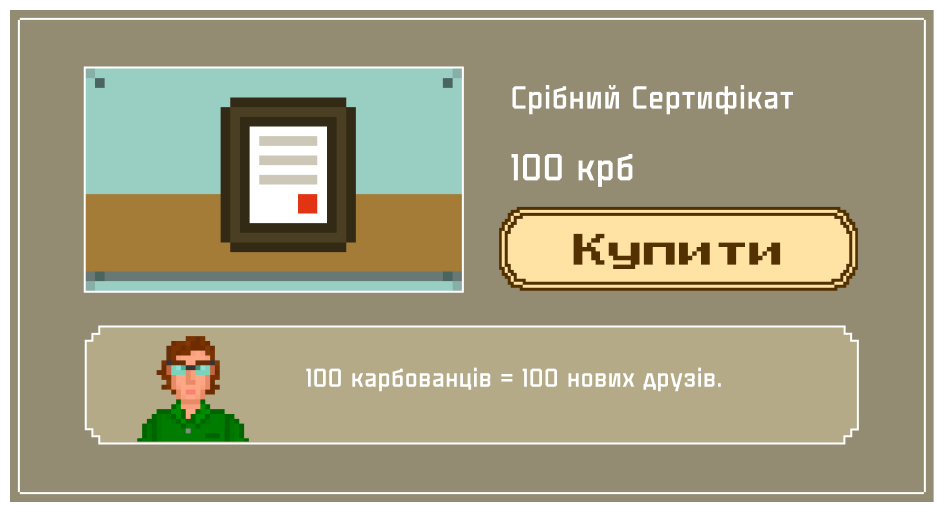 Срібний Сертифікат
100 крб
Купити
100 карбованців = 100 нових друзів.